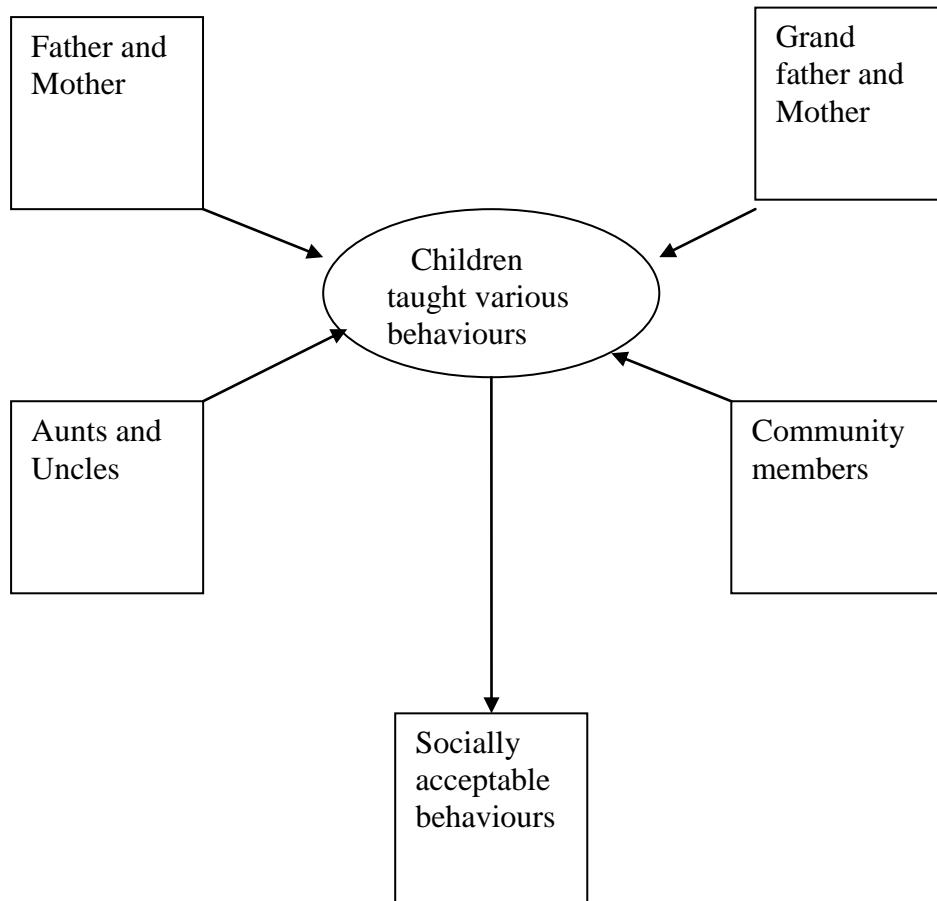 Father and
Mother
Grand
father and
Mother
Children
taught various
behaviours
Aunts and
Uncles
Community
members
Socially
acceptable
behaviours